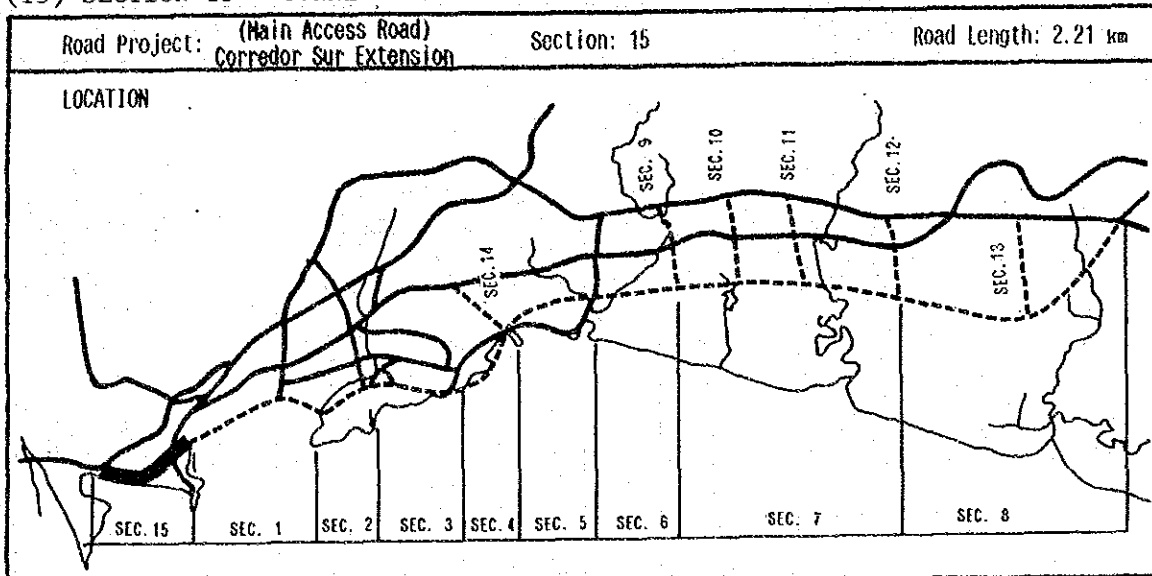 Road Project: (Main Access Road) Corredor Sur Extension
Section: 15
Road Length: 2.21 km
LOCATION
SEC. 9
SEC. 10
SEC. 11
SEC. 12
SEC. 14
SEC. 13
SEC. 15
SEC. 1
SEC. 2
SEC. 3
SEC. 4
SEC. 5
SEC. 6
SEC. 7
SEC. 8